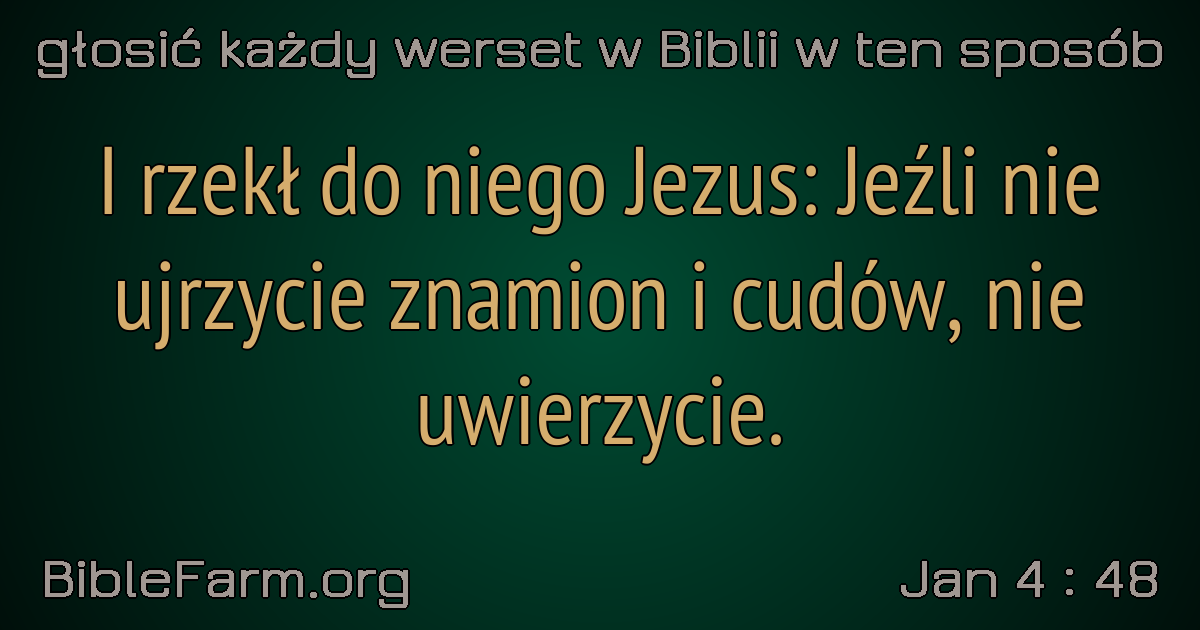 głosić każdy werset w Biblii w ten sposób
I rzekł do niego Jezus: Jeźli nie
ujrzycie znamion i cudów, nie
uwierzycie.
BibleFarm.org
Jan 4 : 48